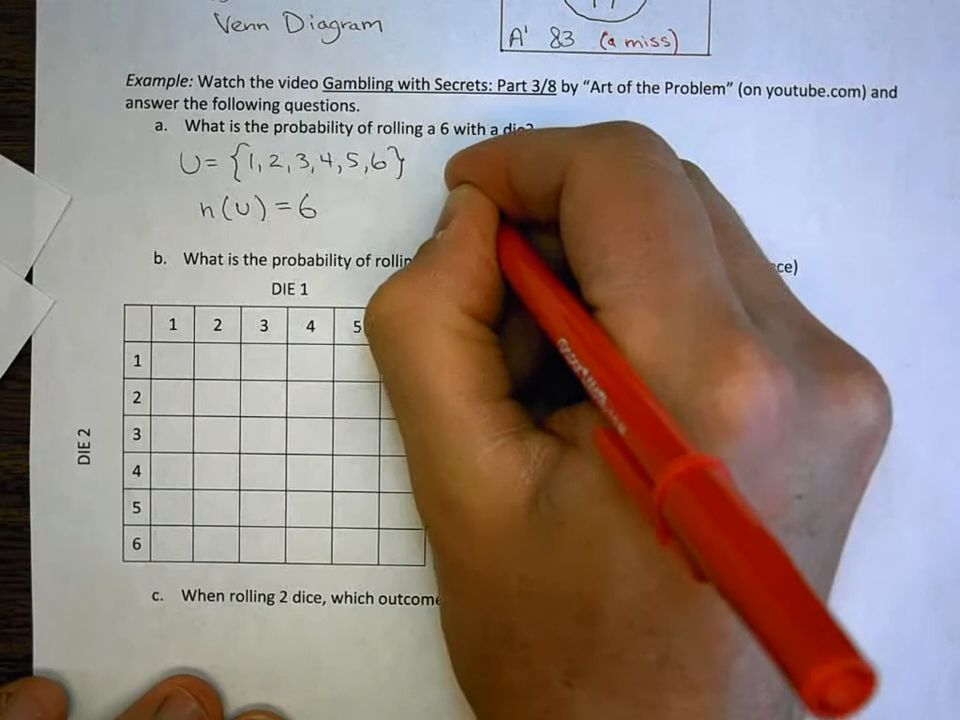 Venn Diagram
A' 83 (a miss)
Example: Watch the video Gambling with Secrets: Part 3/8 by “Art of the Problem” (on youtube.com) and
answer the following questions.
a. What is the probability of rolling a 6 with a die?
U= {1,2,3,4,5,6}
n(U) = 6
b. What is the probability of
DIE 1
1 2 3 4 5
1
2
3
4
5
6
DIE 2
c. When rolling 2 dice, which